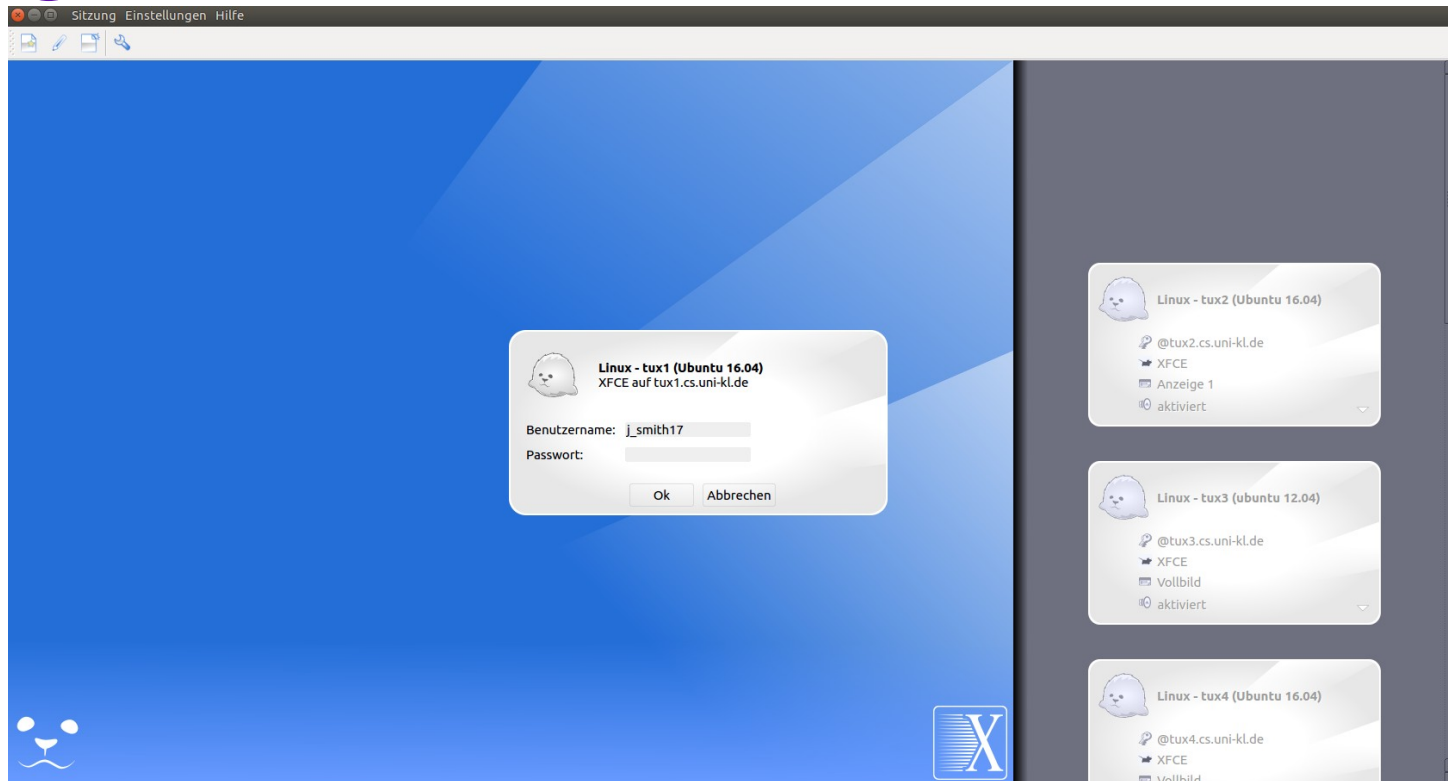 Sitzung Einstellungen Hilfe
Linux - tux1 (Ubuntu 16.04)
XFCE auf tux1.cs.uni-kl.de
Benutzername: j_smith17
Passwort:
Ok Abbrechen
Linux - tux2 (Ubuntu 16.04)
@tux2.cs.uni-kl.de
XFCE
Anzeige 1
aktiviert
Linux - tux3 (ubuntu 12.04)
@tux3.cs.uni-kl.de
XFCE
Vollbild
aktiviert
Linux - tux4 (Ubuntu 16.04)
@tux4.cs.uni-kl.de
XFCE
Vollbild
X